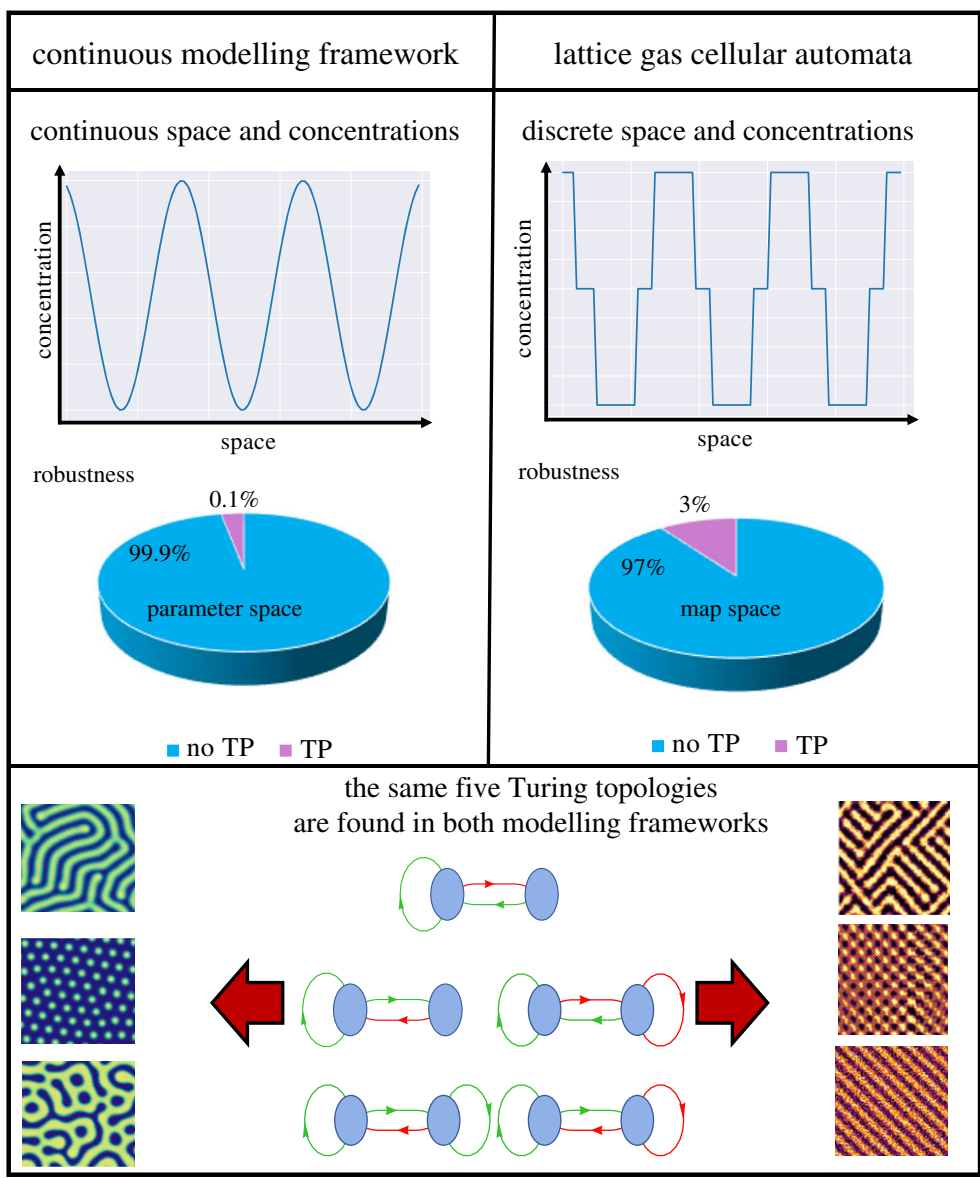 continuous modelling framework
lattice gas cellular automata
continuous space and concentrations
concentration
space
robustness
0.1%
99.9%
parameter space
no TP TP
discrete space and concentrations
concentration
space
robustness
3%
97%
map space
no TP TP
the same five Turing topologies
are found in both modelling frameworks